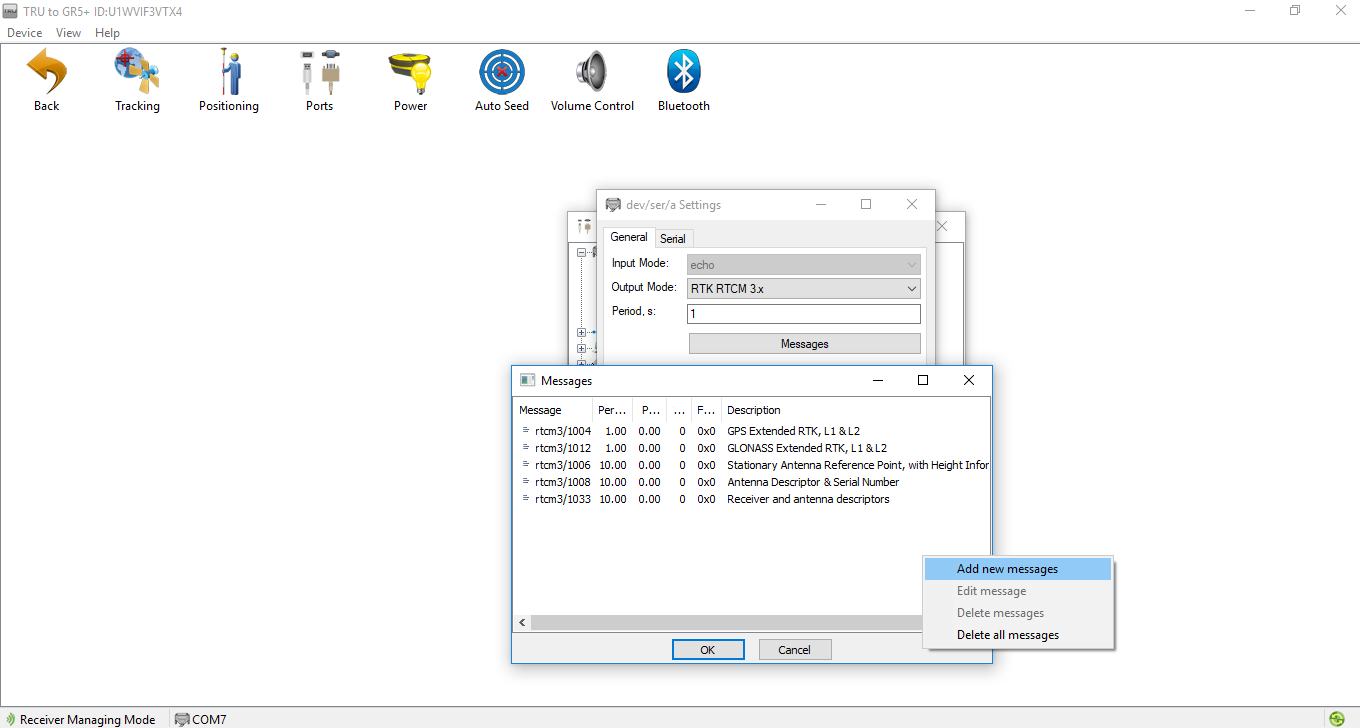 TRU to GR5+ ID:U1WVIF3VTX4
Device View Help
Back Tracking Positioning Ports Power Auto Seed Volume Control Bluetooth
dev/ser/a Settings
General Serial
Input Mode: echo
Output Mode: RTK RTCM 3.x
Period, s: 1
Messages
Messages
Message Per... P... ... F... Description
rtcm3/1004 1.00 0.00 0 0x0 GPS Extended RTK, L1 & L2
rtcm3/1012 1.00 0.00 0 0x0 GLONASS Extended RTK, L1 & L2
rtcm3/1006 10.00 0.00 0 0x0 Stationary Antenna Reference Point, with Height Infor
rtcm3/1008 10.00 0.00 0 0x0 Antenna Descriptor & Serial Number
rtcm3/1033 10.00 0.00 0 0x0 Receiver and antenna descriptors
Add new messages
Edit message
Delete messages
Delete all messages
OK Cancel
Receiver Managing Mode COM7